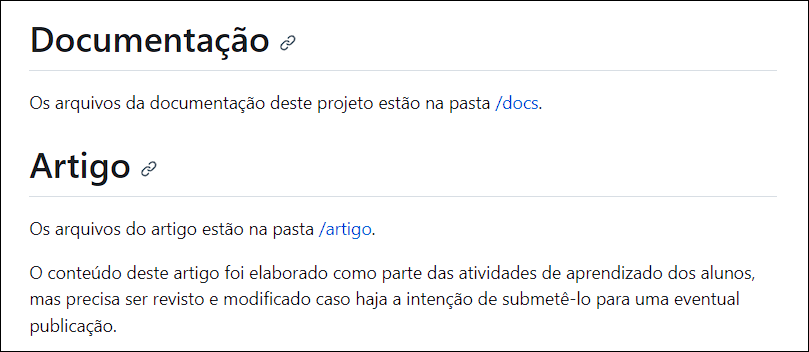 Documentação
Os arquivos da documentação deste projeto estão na pasta /docs.
Artigo
Os arquivos do artigo estão na pasta /artigo.
O conteúdo deste artigo foi elaborado como parte das atividades de aprendizado dos alunos,
mas precisa ser revisto e modificado caso haja a intenção de submetê-lo para uma eventual
publicação.